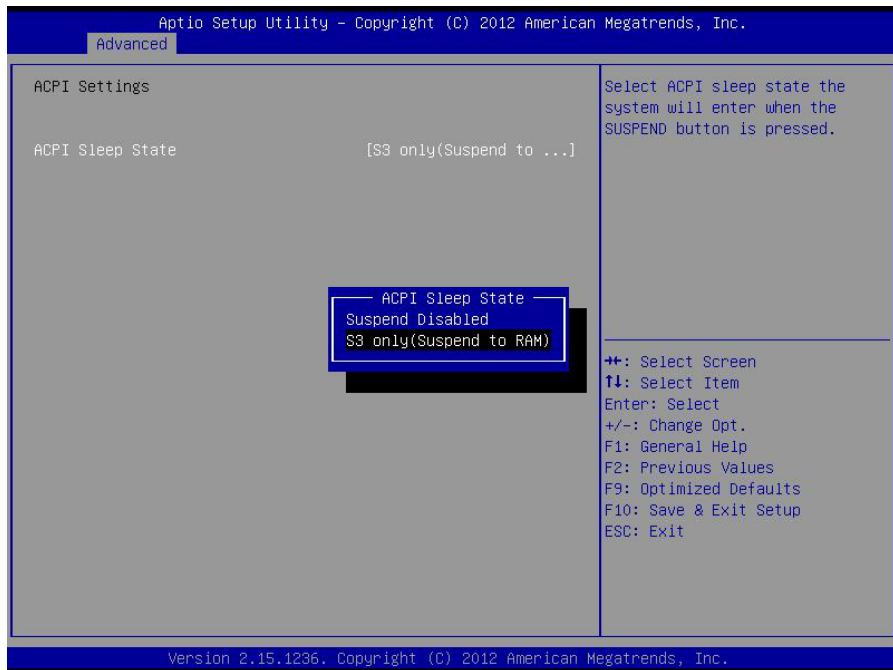 Aptio Setup Utility – Copyright (C) 2012 American Megatrends, Inc.
Advanced
ACPI Settings
ACPI Sleep State [S3 only(Suspend to ...]
ACPI Sleep State
Suspend Disabled
S3 only(Suspend to RAM)
Select ACPI sleep state the
system will enter when the
SUSPEND button is pressed.
→←: Select Screen
↑↓: Select Item
Enter: Select
+/-: Change Opt.
F1: General Help
F2: Previous Values
F9: Optimized Defaults
F10: Save & Exit Setup
ESC: Exit
Version 2.15.1236. Copyright (C) 2012 American Megatrends, Inc.